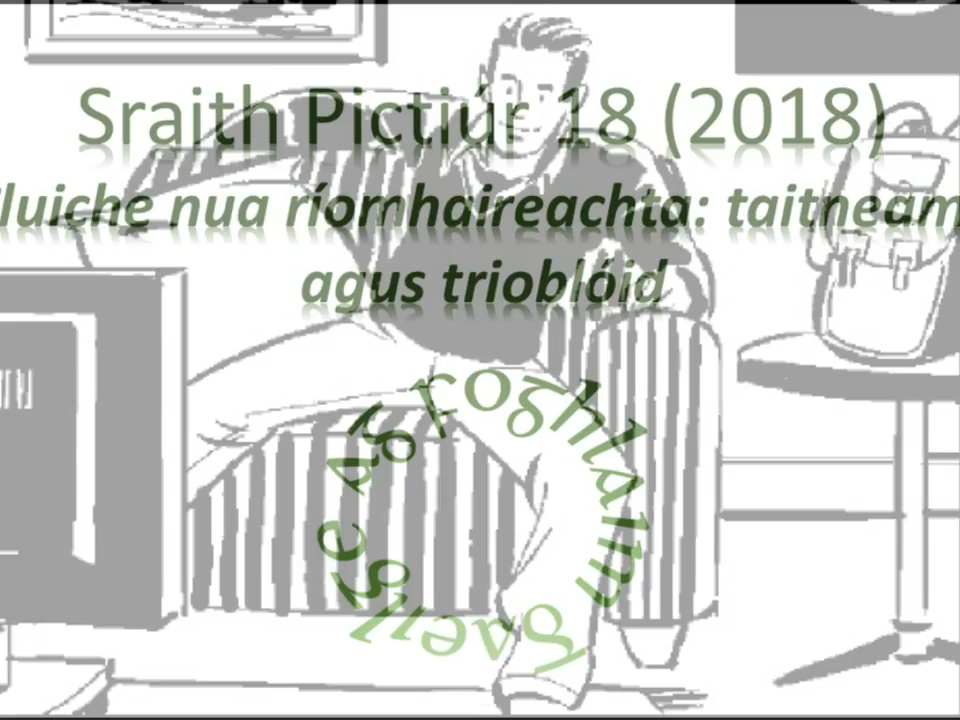 Sraith Pictiúr 18 (2018)
luiche nua ríomhaireachta: taitneam
agus trioblóid
ag foghlaim gaeilge